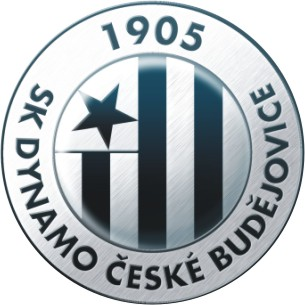 1905
SK DYNAMO ČESKÉ BUDĚJOVICE